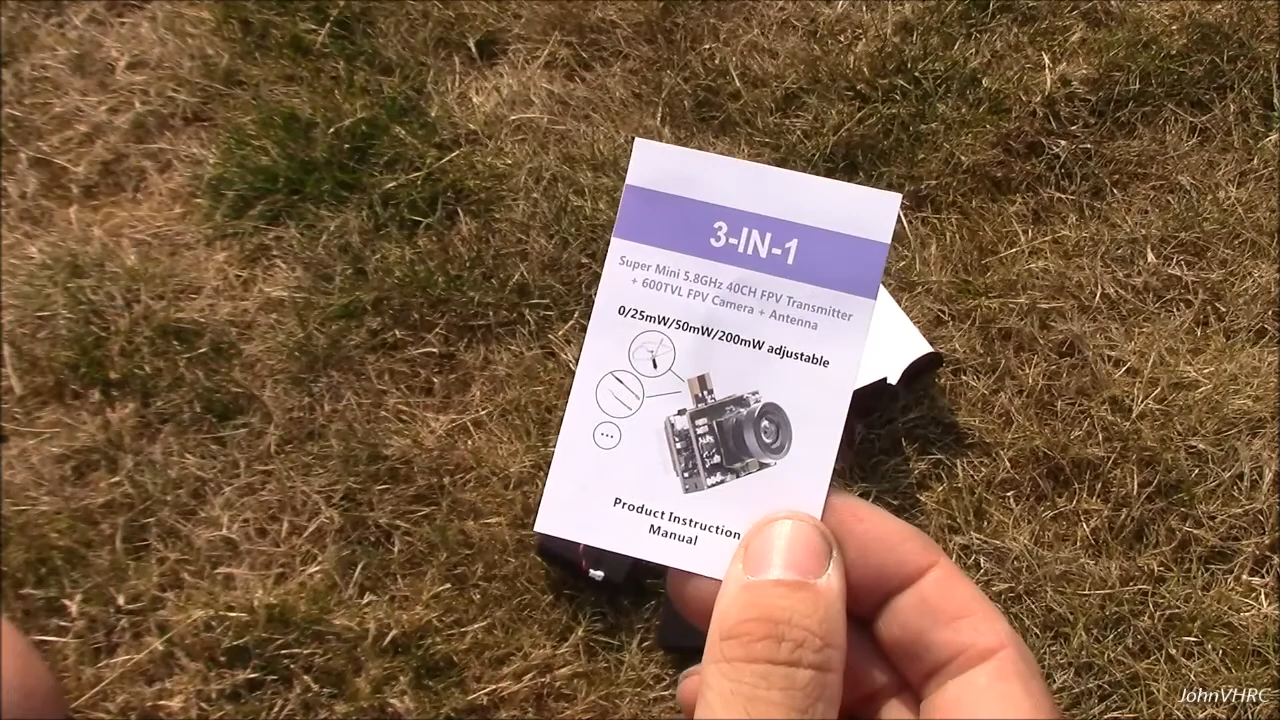 3-IN-1
Super Mini 5.8GHz 40CH FPV Transmitter
+ 600TVL FPV Camera + Antenna
0/25mW/50mW/200mW adjustable
Product Instruction
Manual
JohnVHRC